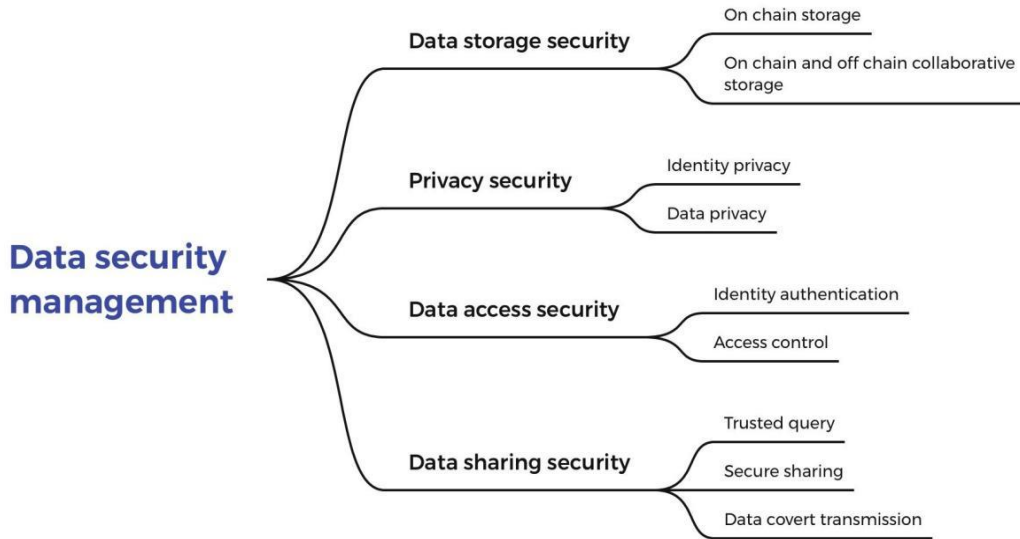 Data security
management
Data storage security
On chain storage
On chain and off chain collaborative
storage
Privacy security
Identity privacy
Data privacy
Data access security
Identity authentication
Access control
Data sharing security
Trusted query
Secure sharing
Data covert transmission